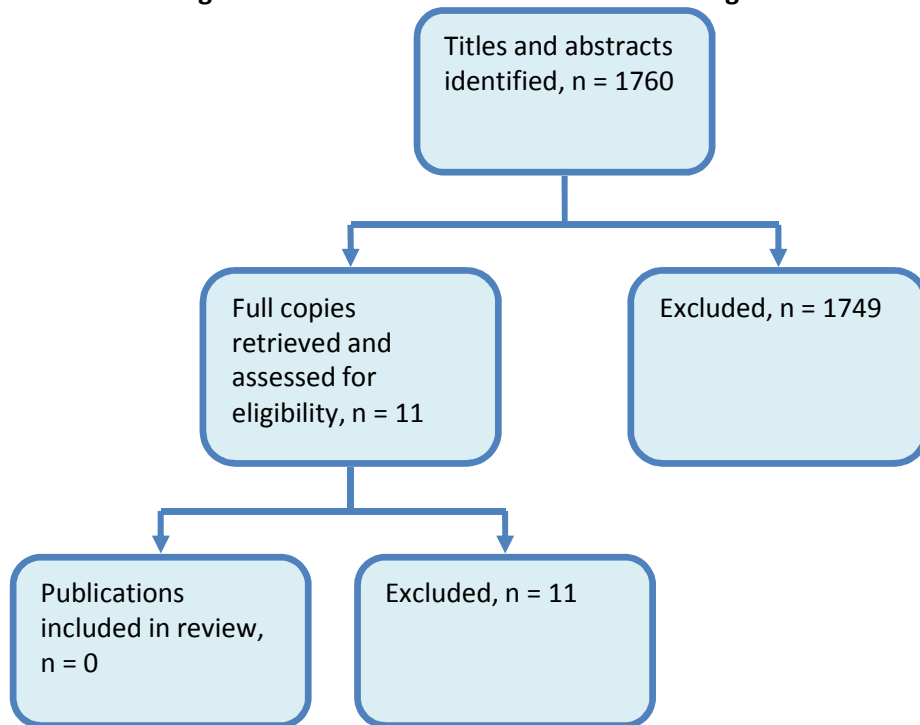 Titles and abstracts
identified, n = 1760
Full copies
retrieved and
assessed for
eligibility, n = 11
Excluded, n = 1749
Publications
included in review,
n = 0
Excluded, n = 11